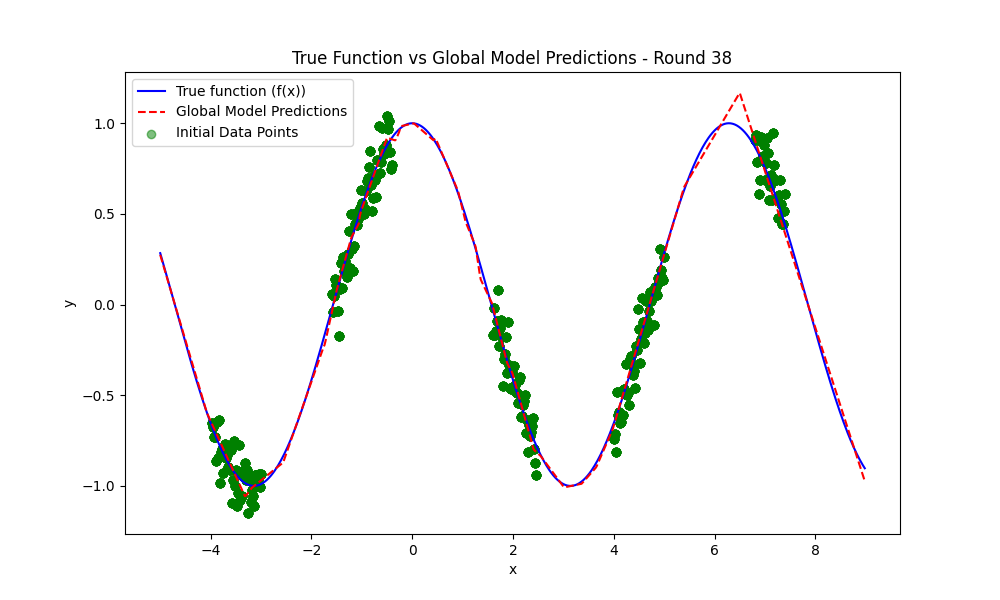 True Function vs Global Model Predictions - Round 38
True function (f(x))
Global Model Predictions
Initial Data Points
1.0
0.5
0.0
−0.5
−1.0
y
−4 −2 0 2 4 6 8
x